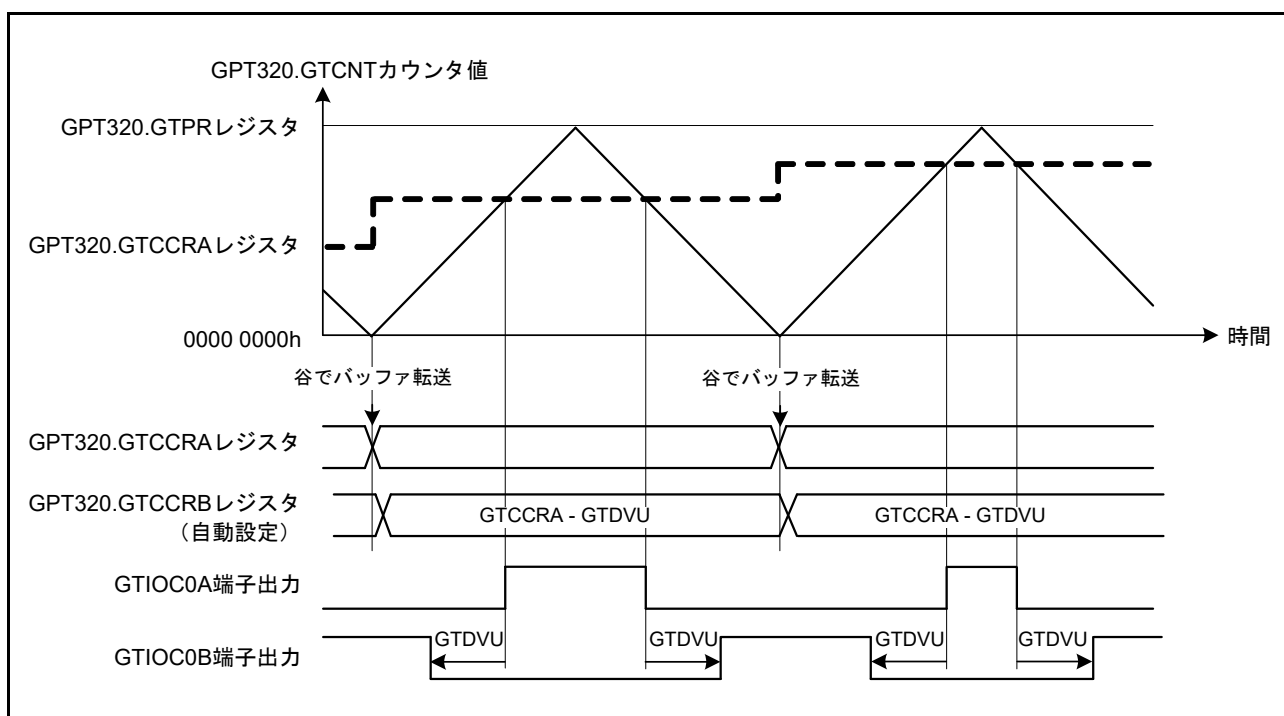 GPT320.GTCNTカウンタ値
GPT320.GTPRレジスタ
GPT320.GTCCRAレジスタ
0000 0000h
時間
谷でバッファ転送
谷でバッファ転送
GPT320.GTCCRAレジスタ
GPT320.GTCCRBレジスタ
（自動設定）
GTCCRA - GTDVU
GTCCRA - GTDVU
GTIOC0A端子出力
GTIOC0B端子出力
GTDVU
GTDVU
GTDVU
GTDVU